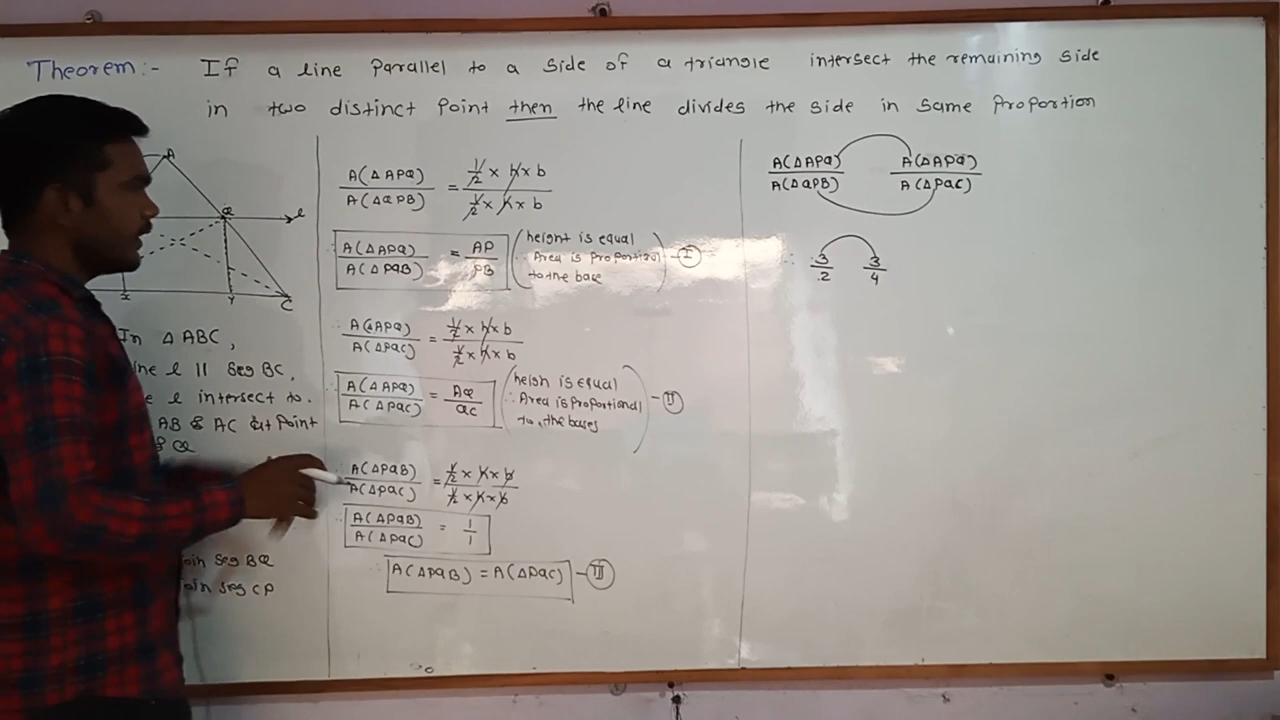 Theorem:- If a line parallel to a side of a triangle intersect the remaining side
in two distinct point then the line divides the side in same proportion
A
Q
l
X
Y
C
In △ ABC,
line l || seg BC,
l intersect to.
AB & AC at point
Q
Join seg BQ
Join seg CP
A(△APQ) / A(△QPB) = 1/2 × h × b / 1/2 × h × b
∴ A(△APQ) / A(△PQB) = AP / PB (height is equal
∴ Area is proportional
to the base) - I
∴ A(△APQ) / A(△PQC) = 1/2 × h × b / 1/2 × h × b
∴ A(△APQ) / A(△PQC) = AQ / QC (heigh is equal
∴ Area is proportional
to the bases) - II
∴ A(△PQB) / A(△PQC) = 1/2 × h × b / 1/2 × h × b
∴ A(△PQB) / A(△PQC) = 1/1
∴ A(△PQB) = A(△PQC) - III
A(△APQ) / A(△QPB) A(△APQ) / A(△PQC)
∴ 3/2 3/4